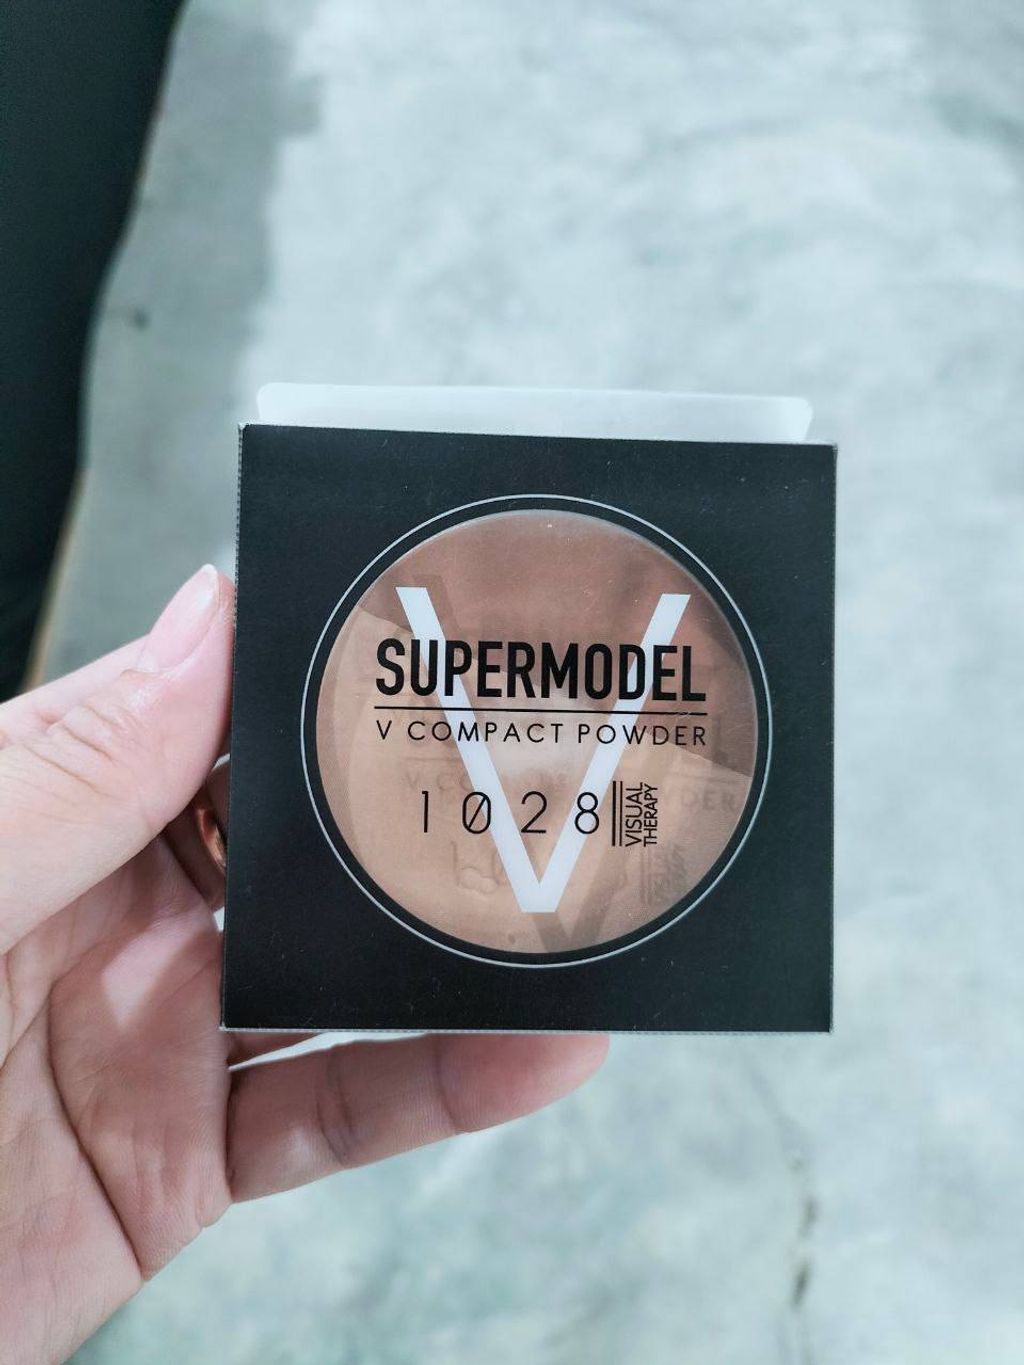 V
SUPERMODEL
V COMPACT POWDER
1028
VISUAL
THERAPY